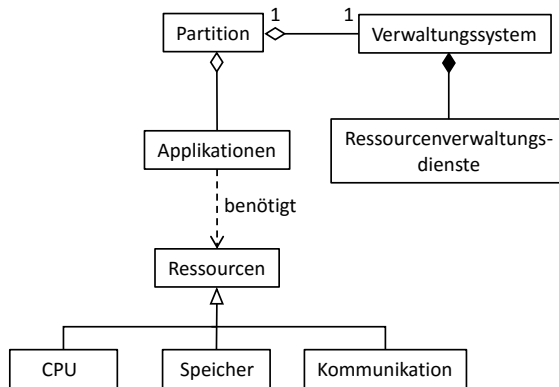 1 1
Partition Verwaltungssystem
Applikationen
Ressourcenverwaltungs-
dienste
benötigt
Ressourcen
CPU Speicher Kommunikation